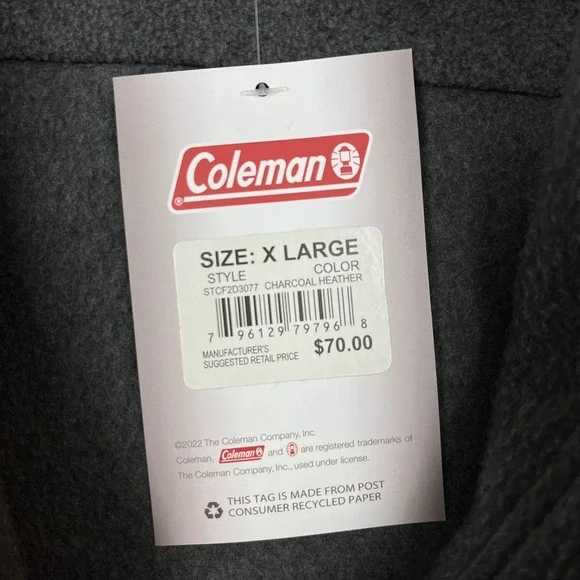 ® Coleman
SIZE: X LARGE
STYLE COLOR
STCF2D3077 CHARCOAL HEATHER
7 96129 79796 8
MANUFACTURER'S
SUGGESTED RETAIL PRICE $70.00
©2022 The Coleman Company, Inc.
Coleman, Coleman and are registered trademarks of
The Coleman Company, Inc., used under license.
THIS TAG IS MADE FROM POST
CONSUMER RECYCLED PAPER